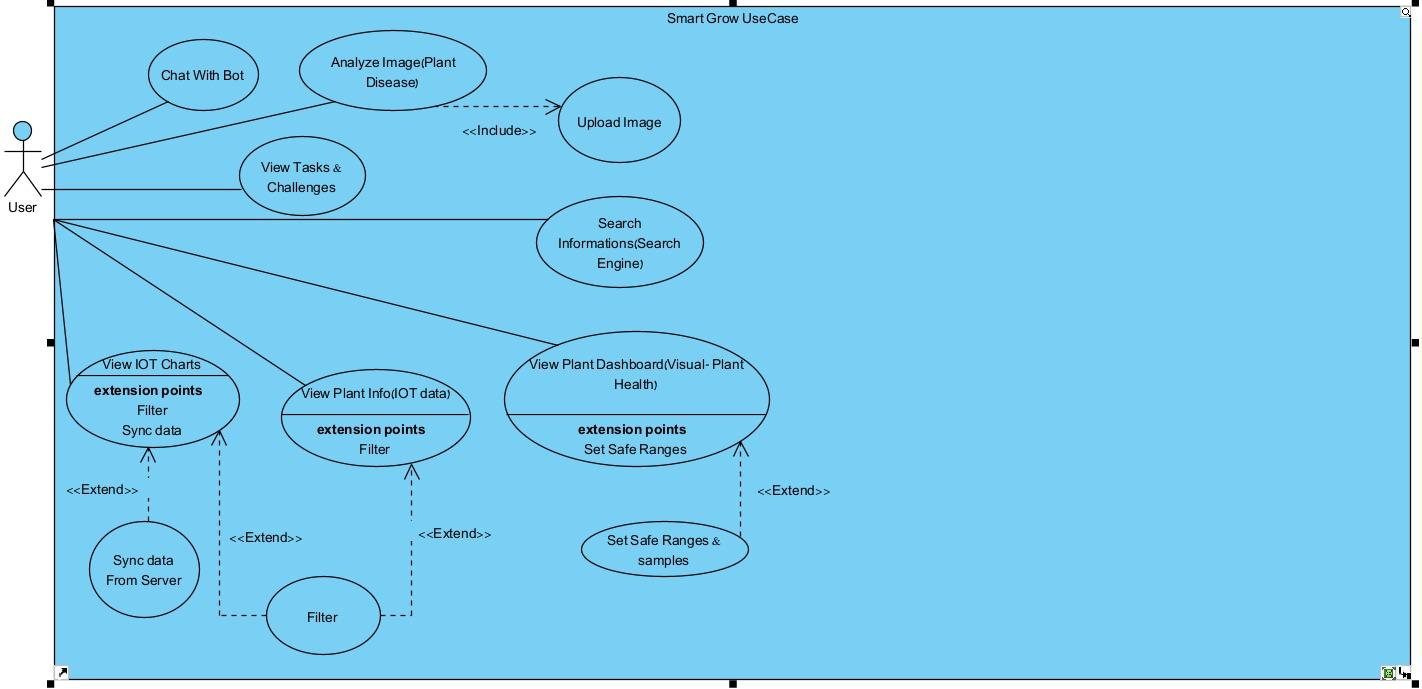 Smart Grow UseCase
Chat With Bot
Analyze Image(Plant
Disease)
<<Include>>
Upload Image
View Tasks &
Challenges
User
Search
Informations(Search
Engine)
View IOT Charts
extension points
Filter
Sync data
View Plant Info(IOT data)
extension points
Filter
View Plant Dashboard(Visual- Plant
Health)
extension points
Set Safe Ranges
<<Extend>>
<<Extend>>
<<Extend>>
<<Extend>>
Sync data
From Server
Filter
Set Safe Ranges &
samples